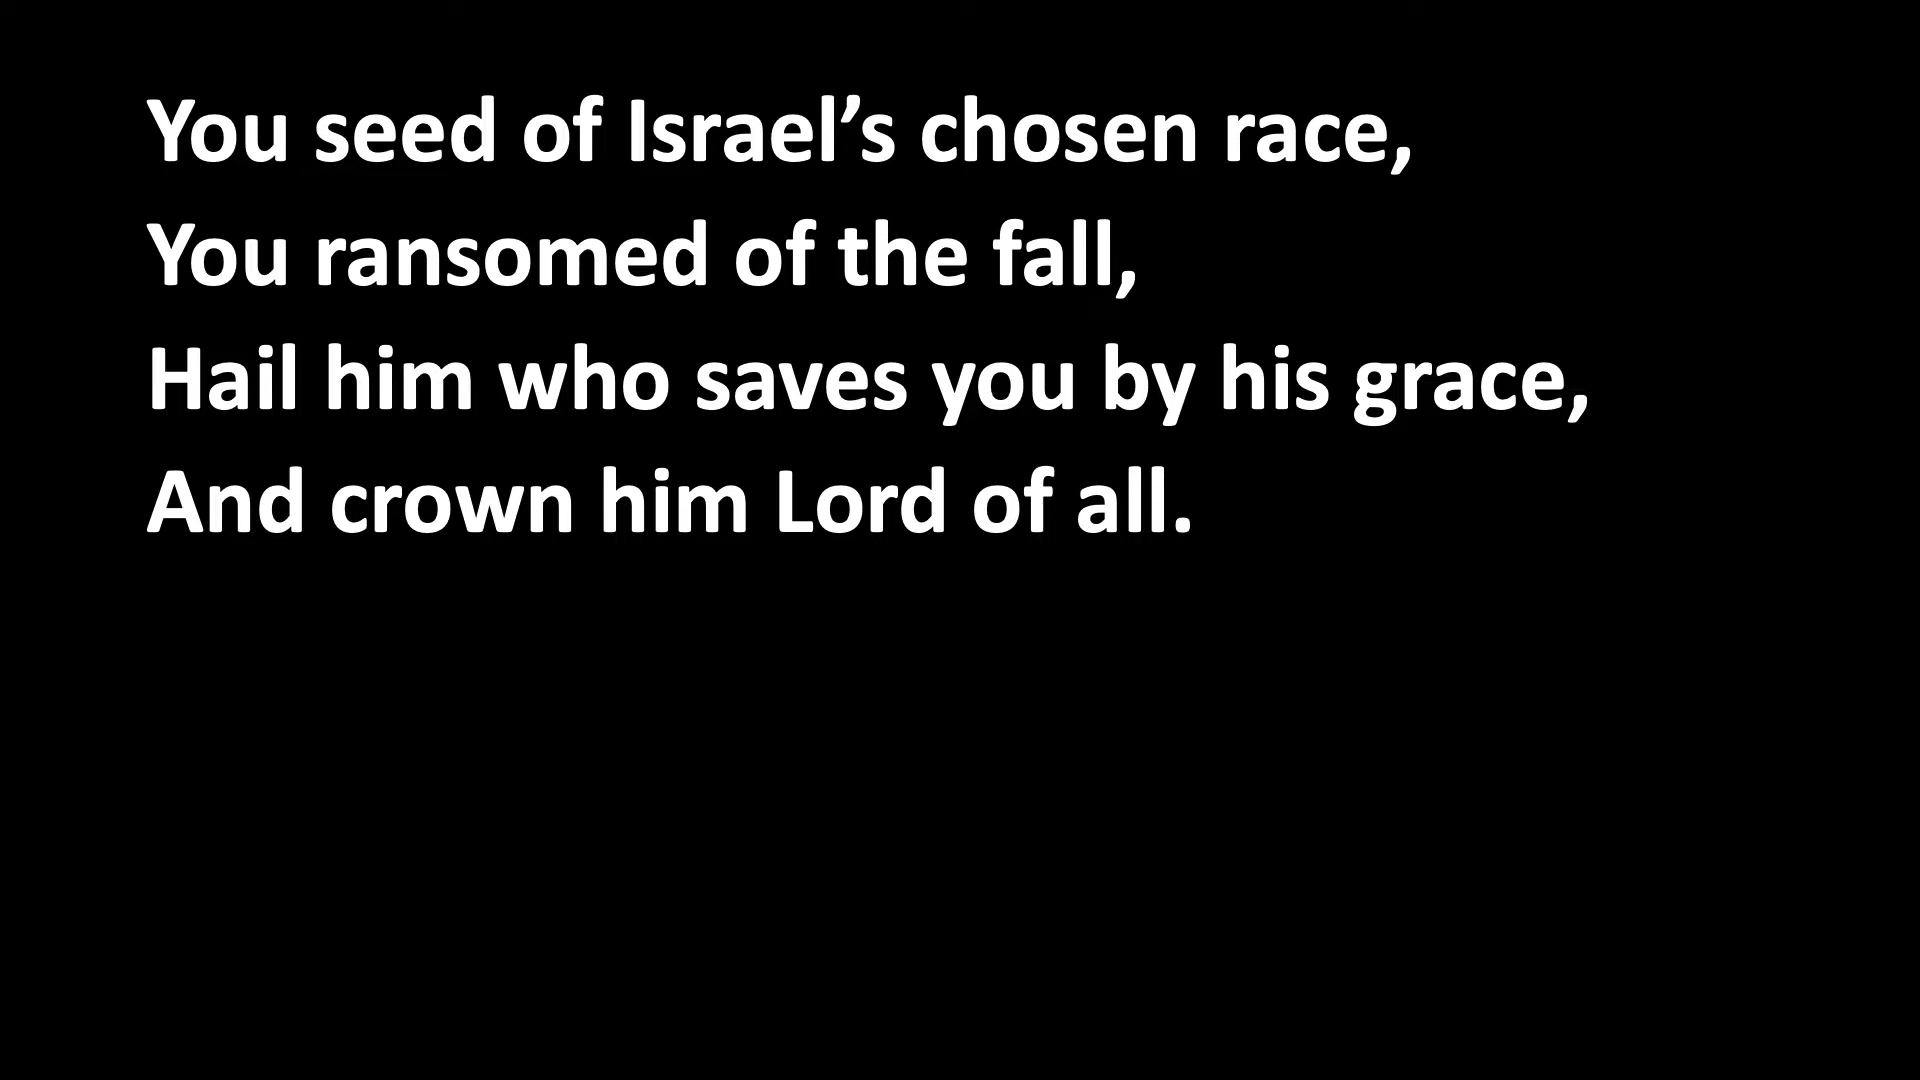 You seed of Israel’s chosen race,
You ransomed of the fall,
Hail him who saves you by his grace,
And crown him Lord of all.